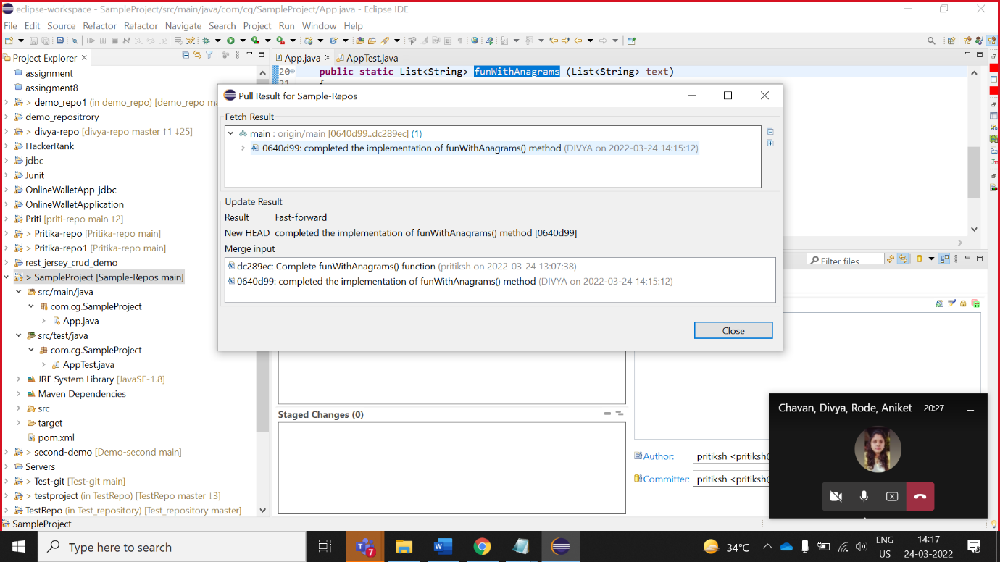 eclipse-workspace - SampleProject/src/main/java/com/cg/SampleProject/App.java - Eclipse IDE
File Edit Source Refactor Refactor Navigate Search Project Run Window Help
Project Explorer
assignment
assingment8
> demo_repo1 (in demo_repo) [demo_repo ma
demo_repositrory
> divya-repo [divya-repo master ↑1 ↓25]
HackerRank
jdbc
Junit
OnlineWalletApp-jdbc
OnlineWalletApplication
Priti [priti-repo main ↑2]
> Pritika-repo [Pritika-repo main]
> Pritika-repo1 [Pritika-repo main]
rest_jersey_crud_demo
> SampleProject [Sample-Repos main]
src/main/java
com.cg.SampleProject
App.java
src/test/java
com.cg.SampleProject
AppTest.java
JRE System Library [JavaSE-1.8]
Maven Dependencies
src
target
pom.xml
> second-demo [Demo-second main]
Servers
> Test-git [Test-git main]
> testproject (in TestRepo) [TestRepo master ↓3]
TestRepo (in Test_repository) [Test_repository master]
SampleProject
App.java AppTest.java
20 public static List<String> funWithAnagrams (List<String> text)
21 {
Pull Result for Sample-Repos
Fetch Result
main : origin/main [0640d99..dc289ec] (1)
0640d99: completed the implementation of funWithAnagrams() method (DIVYA on 2022-03-24 14:15:12)
Update Result
Result Fast-forward
New HEAD completed the implementation of funWithAnagrams() method [0640d99]
Merge input
dc289ec: Complete funWithAnagrams() function (pritiksh on 2022-03-24 13:07:38)
0640d99: completed the implementation of funWithAnagrams() method (DIVYA on 2022-03-24 14:15:12)
Close
Filter files
Staged Changes (0)
Author: pritiksh <pritiksh(
Committer: pritiksh <pritiksh(
Chavan, Divya, Rode, Aniket 20:27
Type here to search
7
34°C
ENG
US
14:17
24-03-2022